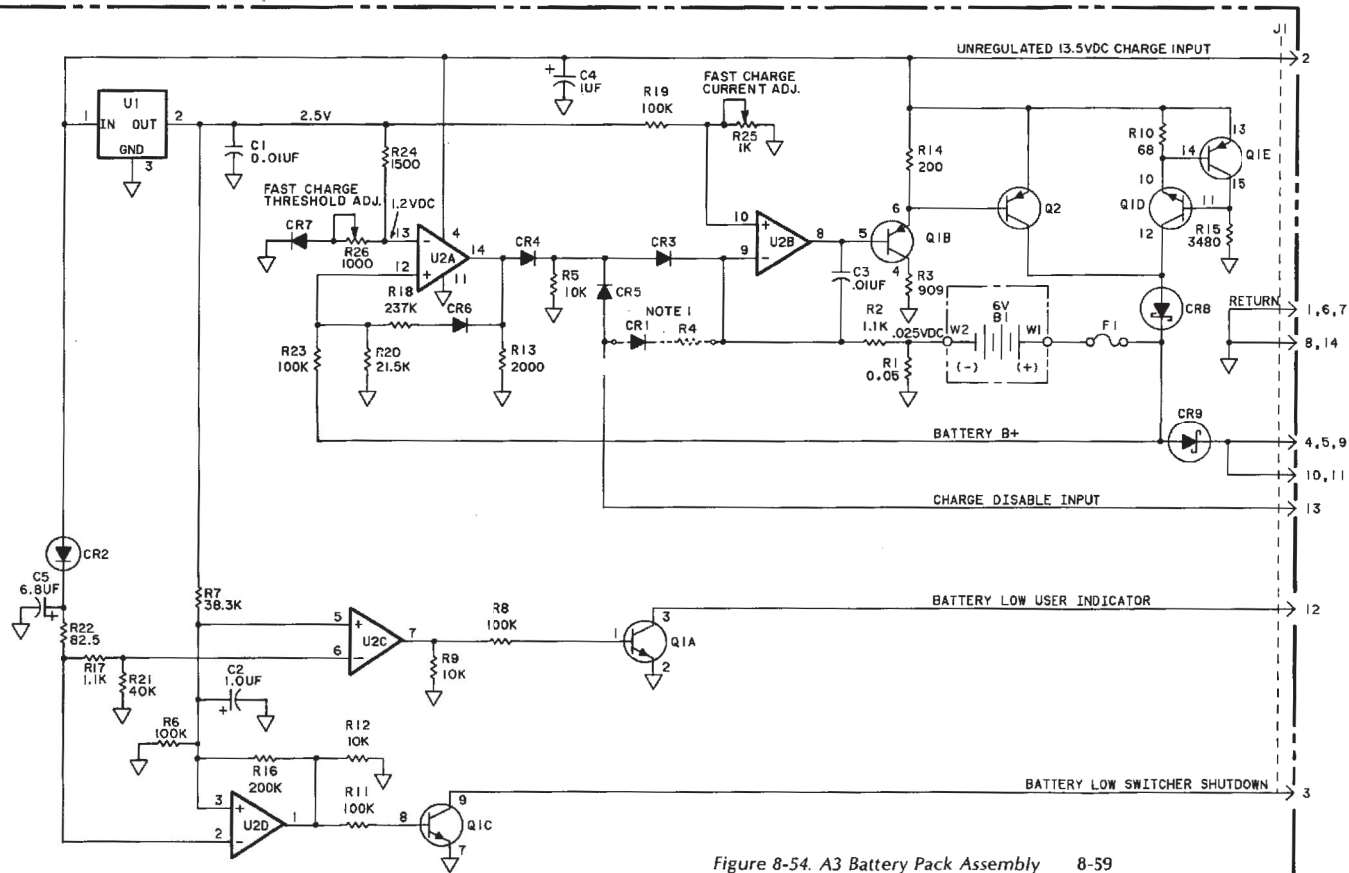 J1
UNREGULATED 13.5VDC CHARGE INPUT
2
+
C4
1UF
FAST CHARGE
CURRENT ADJ.
R19
100K
R25
1K
U1
1 IN OUT 2
GND
3
2.5V
C1
0.01UF
R24
1500
FAST CHARGE
THRESHOLD ADJ.
1.2VDC
CR7
R26
1000
13 -
12 +
4
U2A
14
11
R18
237K
CR6
R23
100K
R20
21.5K
R13
2000
CR4
R5
10K
CR5
CR3
NOTE 1
CR1
R4
10 +
9 -
U2B
8
C3
.01UF
R14
200
6
5
Q1B
4
R3
909
R2
1.1K
.025VDC
R1
0.05
W2
6V
B1
W1
(-)
(+)
F1
Q2
R10
68
13
14
Q1E
15
10
Q1D
11
12
R15
3480
CR8
RETURN
1,6,7
8,14
BATTERY B+
CR9
4,5,9
10,11
CHARGE DISABLE INPUT
13
CR2
C5
6.8UF
+
R22
82.5
R7
38.3K
R17
1.1K
R21
40K
C2
1.0UF
+
5 +
6 -
U2C
7
R8
100K
R9
10K
1
3
Q1A
2
BATTERY LOW USER INDICATOR
12
R6
100K
R16
200K
R12
10K
3 +
2 -
U2D
1
R11
100K
8
9
Q1C
7
BATTERY LOW SWITCHER SHUTDOWN
3
Figure 8-54. A3 Battery Pack Assembly 8-59